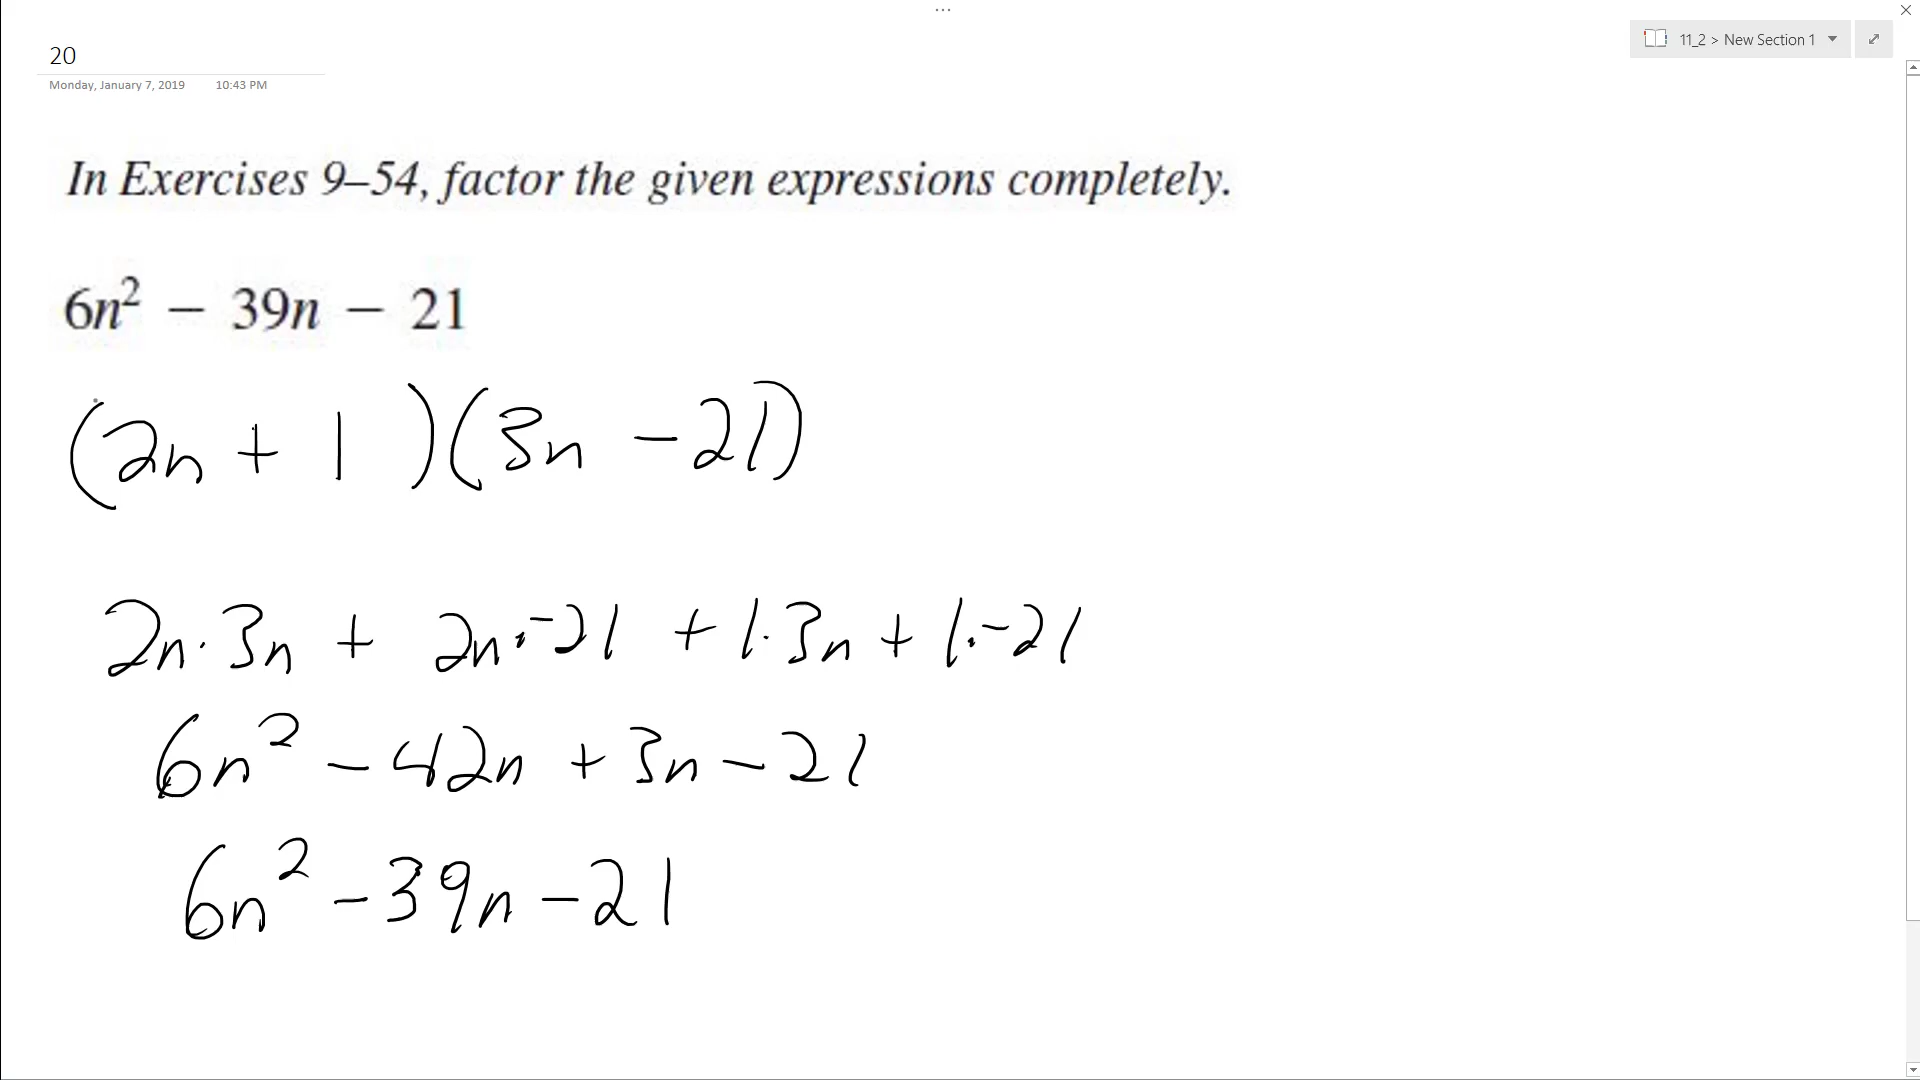 ...
11_2 > New Section 1
20
Monday, January 7, 2019 10:43 PM
In Exercises 9–54, factor the given expressions completely.
6n² − 39n − 21
(2n + 1)(3n − 21)
2n · 3n + 2n · −21 + 1 · 3n + 1 · −21
6n² − 42n + 3n − 21
6n² − 39n − 21